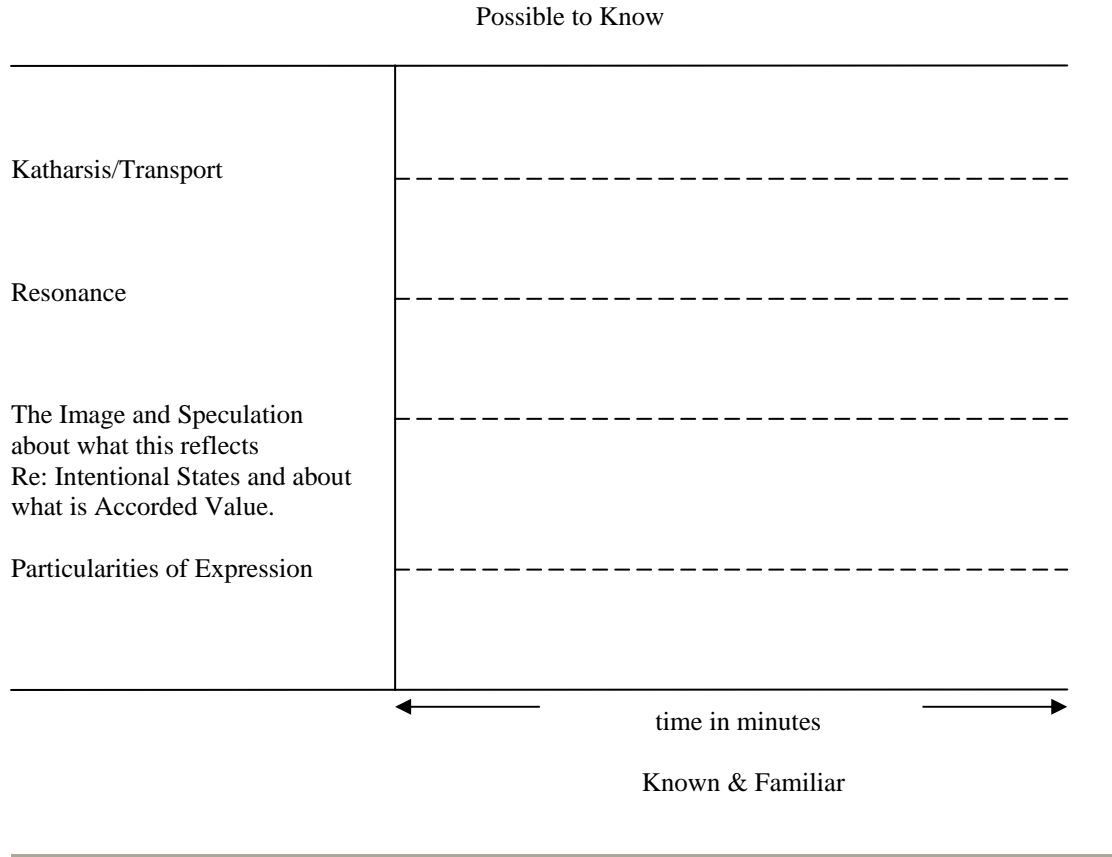 Possible to Know
Katharsis/Transport
Resonance
The Image and Speculation
about what this reflects
Re: Intentional States and about
what is Accorded Value.
Particularities of Expression
time in minutes
Known & Familiar